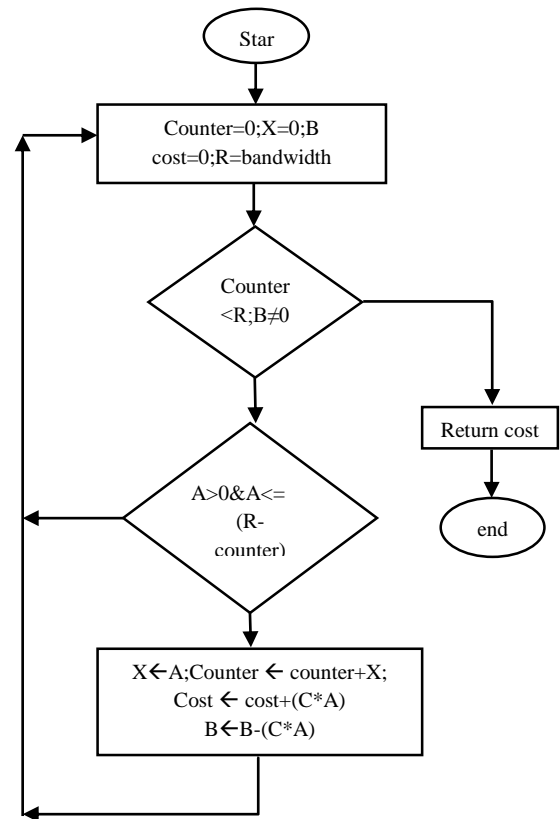 Star
Counter=0;X=0;B
cost=0;R=bandwidth
Counter
<R;B≠0
Return cost
A>0&A<=
(R-
counter)
end
X←A;Counter ← counter+X;
Cost ← cost+(C*A)
B←B-(C*A)